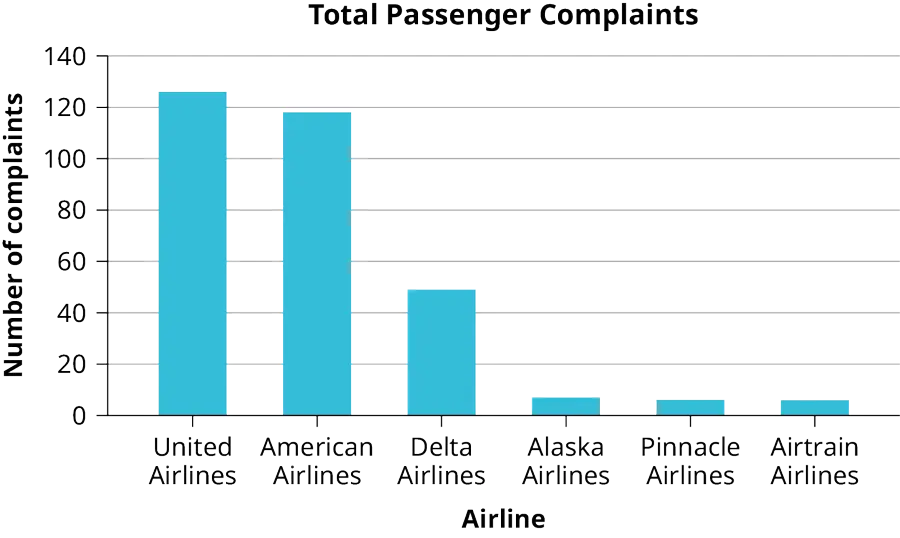 Total Passenger Complaints
Number of complaints
140
120
100
80
60
40
20
0
United Airlines
American Airlines
Delta Airlines
Alaska Airlines
Pinnacle Airlines
Airtrain Airlines
Airline